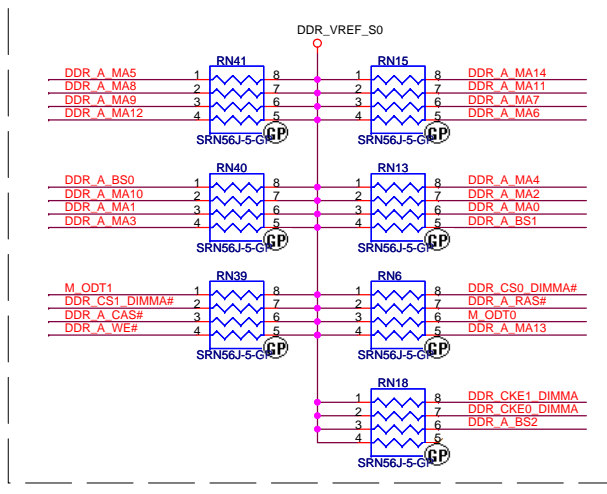 DDR_VREF_S0
RN41 RN15
DDR_A_MA5 1 8 1 8 DDR_A_MA14
DDR_A_MA8 2 7 2 7 DDR_A_MA11
DDR_A_MA9 3 6 3 6 DDR_A_MA7
DDR_A_MA12 4 5 4 5 DDR_A_MA6
SRN56J-5-GP GP SRN56J-5-GP GP
RN40 RN13
DDR_A_BS0 1 8 1 8 DDR_A_MA4
DDR_A_MA10 2 7 2 7 DDR_A_MA2
DDR_A_MA1 3 6 3 6 DDR_A_MA0
DDR_A_MA3 4 5 4 5 DDR_A_BS1
SRN56J-5-GP GP SRN56J-5-GP GP
RN39 RN6
M_ODT1 1 8 1 8 DDR_CS0_DIMMA#
DDR_CS1_DIMMA# 2 7 2 7 DDR_A_RAS#
DDR_A_CAS# 3 6 3 6 M_ODT0
DDR_A_WE# 4 5 4 5 DDR_A_MA13
SRN56J-5-GP GP SRN56J-5-GP GP
RN18
1 8 DDR_CKE1_DIMMA
2 7 DDR_CKE0_DIMMA
3 6 DDR_A_BS2
4 5
SRN56J-5-GP GP